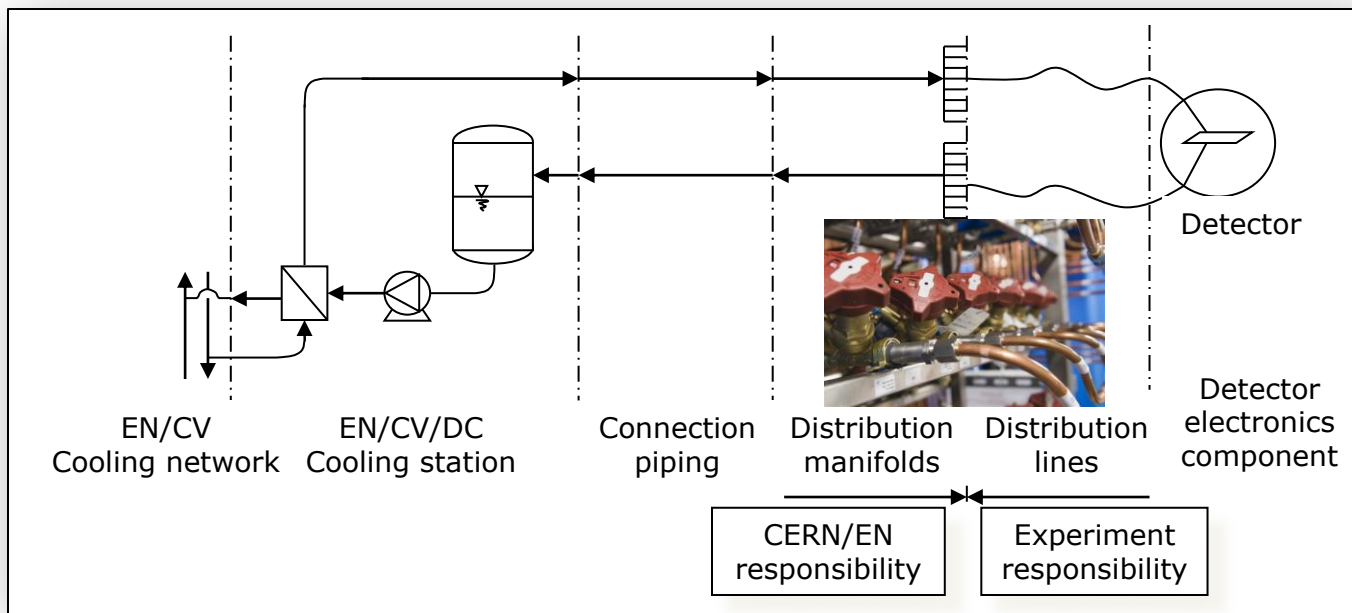 Detector
EN/CV
Cooling network
EN/CV/DC
Cooling station
Connection
piping
Distribution
manifolds
Distribution
lines
Detector
electronics
component
CERN/EN
responsibility
Experiment
responsibility